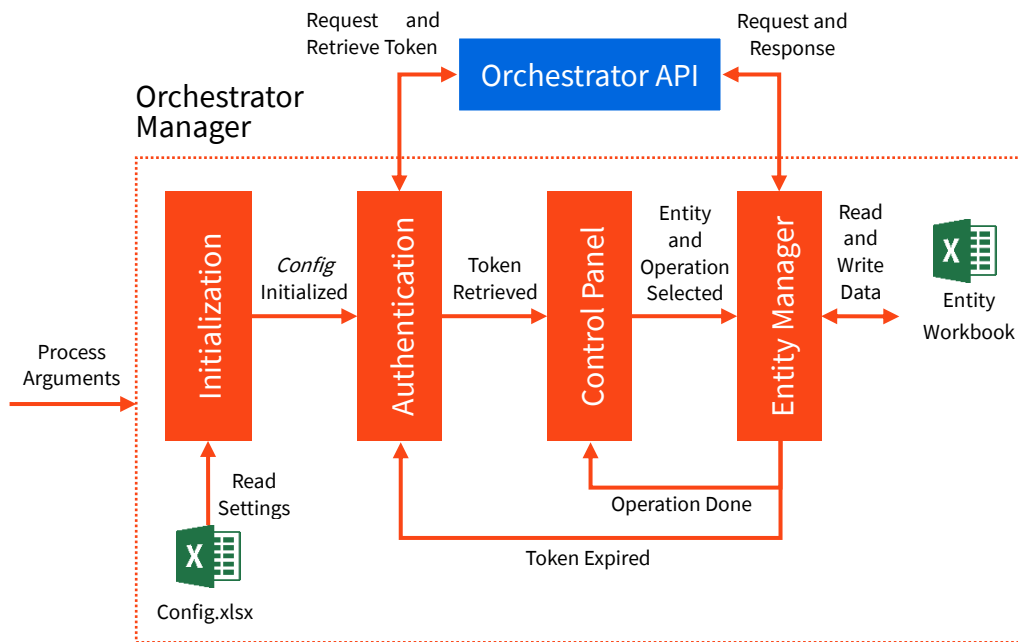 Request and
Retrieve Token
Request and
Response
Orchestrator API
Orchestrator
Manager
Initialization
Config
Initialized
Authentication
Token
Retrieved
Control Panel
Entity
and
Operation
Selected
Entity Manager
Read
and
Write
Data
X
Entity
Workbook
Process
Arguments
Read
Settings
Operation Done
Token Expired
X
Config.xlsx